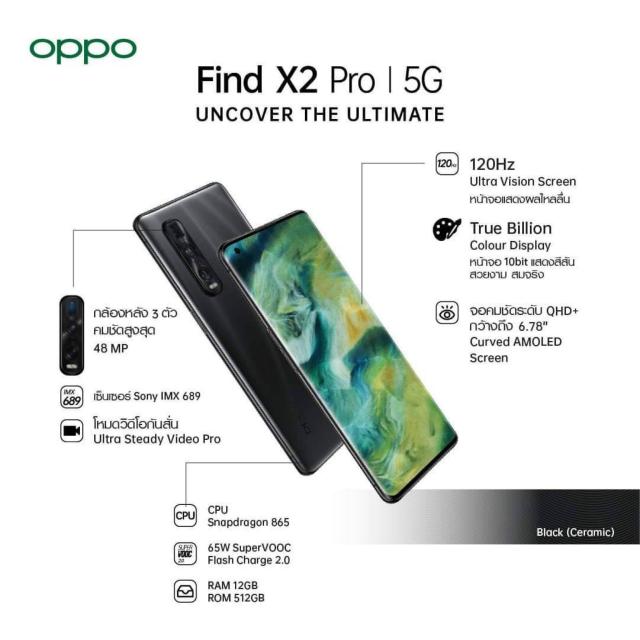 oppo
Find X2 Pro | 5G
UNCOVER THE ULTIMATE
120Hz
120Hz
Ultra Vision Screen
หน้าจอแสดงผลไหลลื่น
True Billion
Colour Display
หน้าจอ 10bit แสดงสีสัน
สวยงาม สมจริง
จอคมชัดระดับ QHD+
กว้างถึง 6.78"
Curved AMOLED
Screen
กล้องหลัง 3 ตัว
คมชัดสูงสุด
48 MP
IMX
689
เซ็นเซอร์ Sony IMX 689
โหมดวิดีโอกันสั่น
Ultra Steady Video Pro
CPU
CPU
Snapdragon 865
SUPER
VOOC
2.0
65W SuperVOOC
Flash Charge 2.0
RAM 12GB
ROM 512GB
Black (Ceramic)